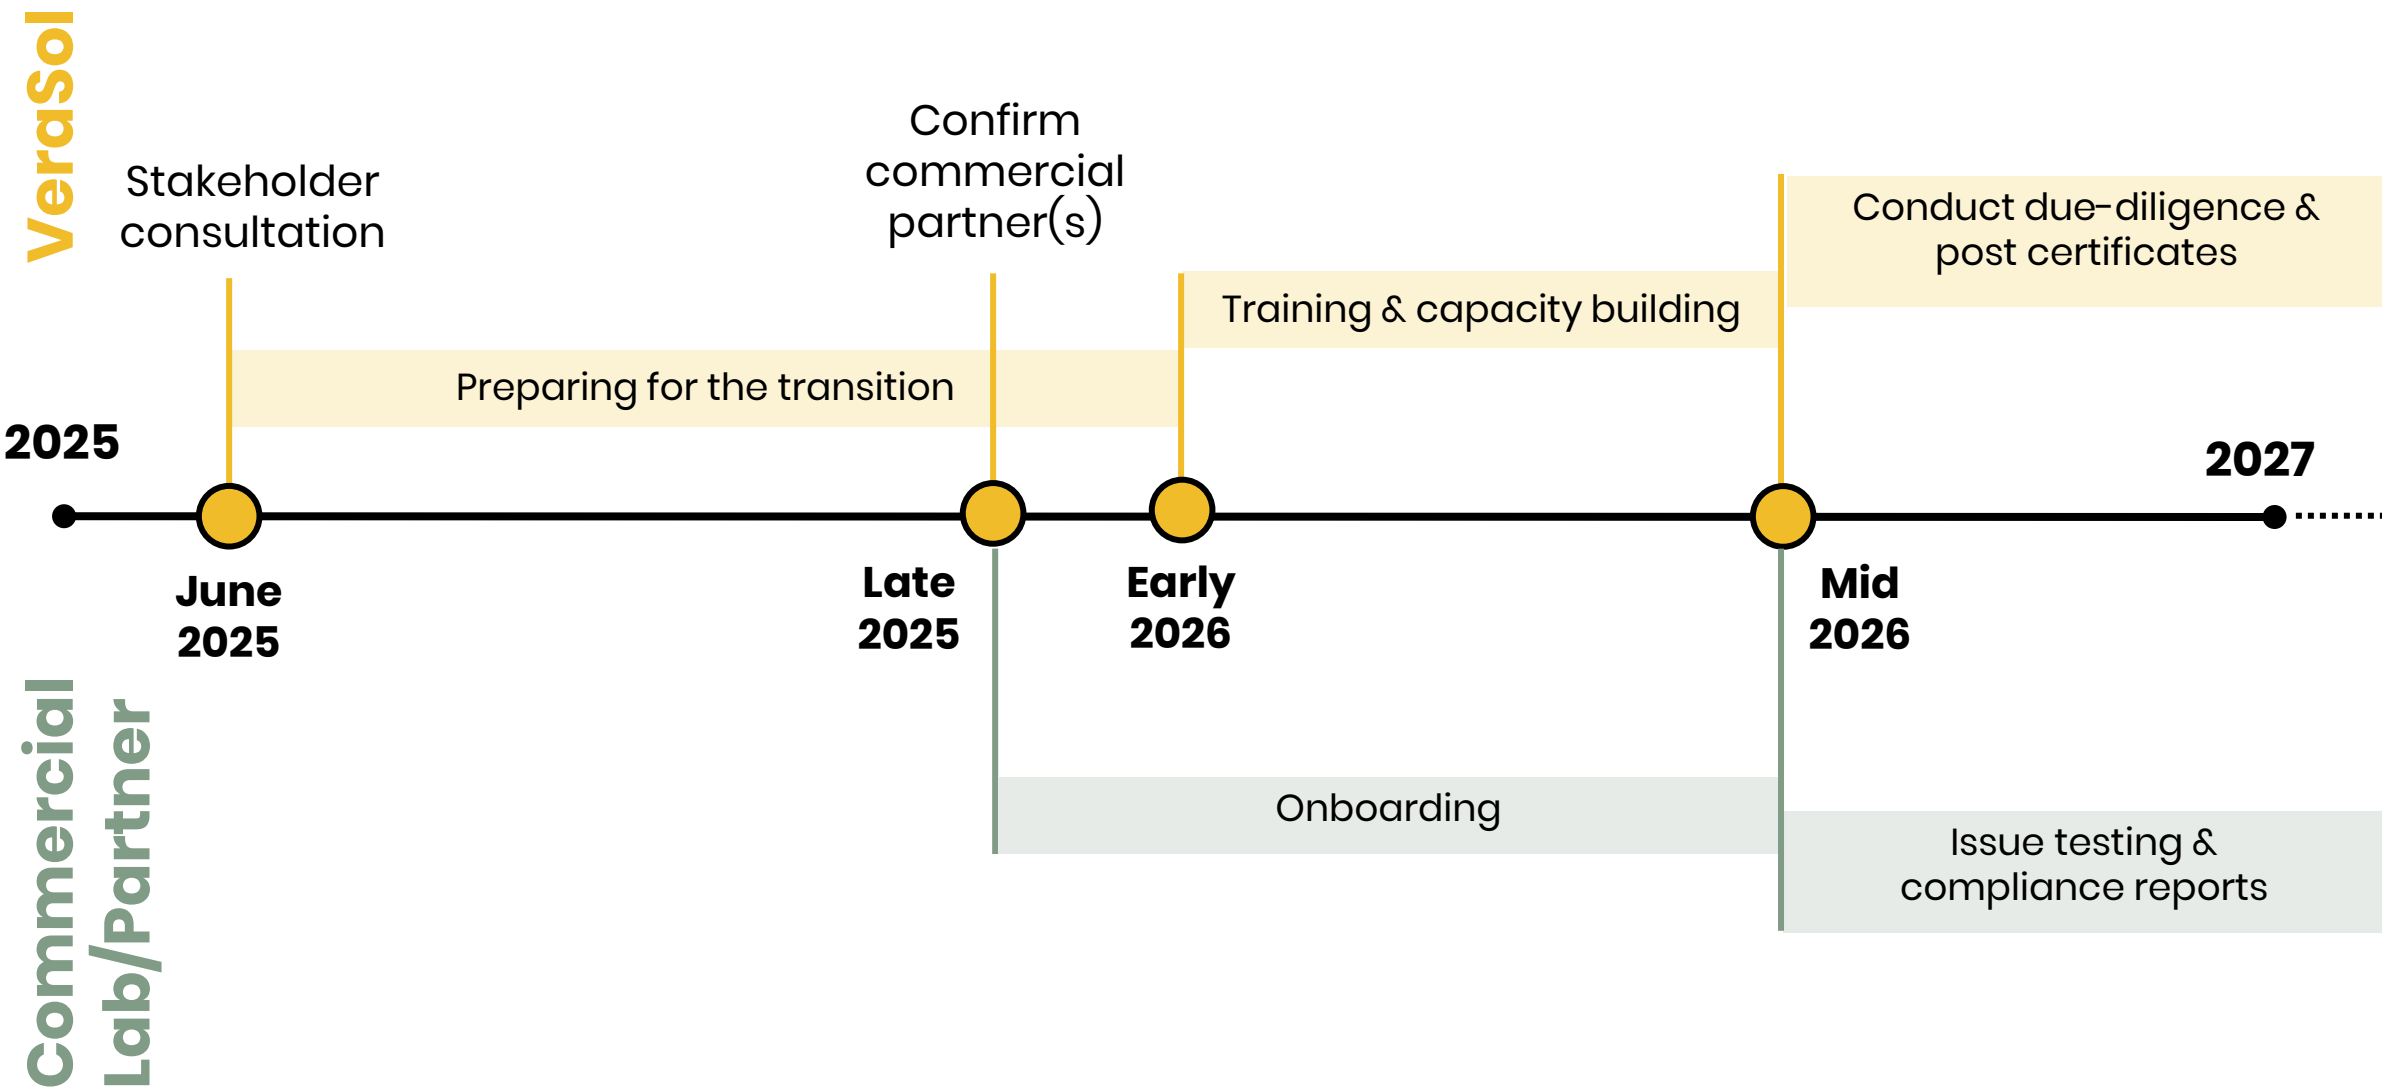 VeraSol
Stakeholder
consultation
Confirm
commercial
partner(s)
Conduct due-diligence &
post certificates
Training & capacity building
Preparing for the transition
2025
2027
June
2025
Late
2025
Early
2026
Mid
2026
Commercial
Lab/Partner
Onboarding
Issue testing &
compliance reports